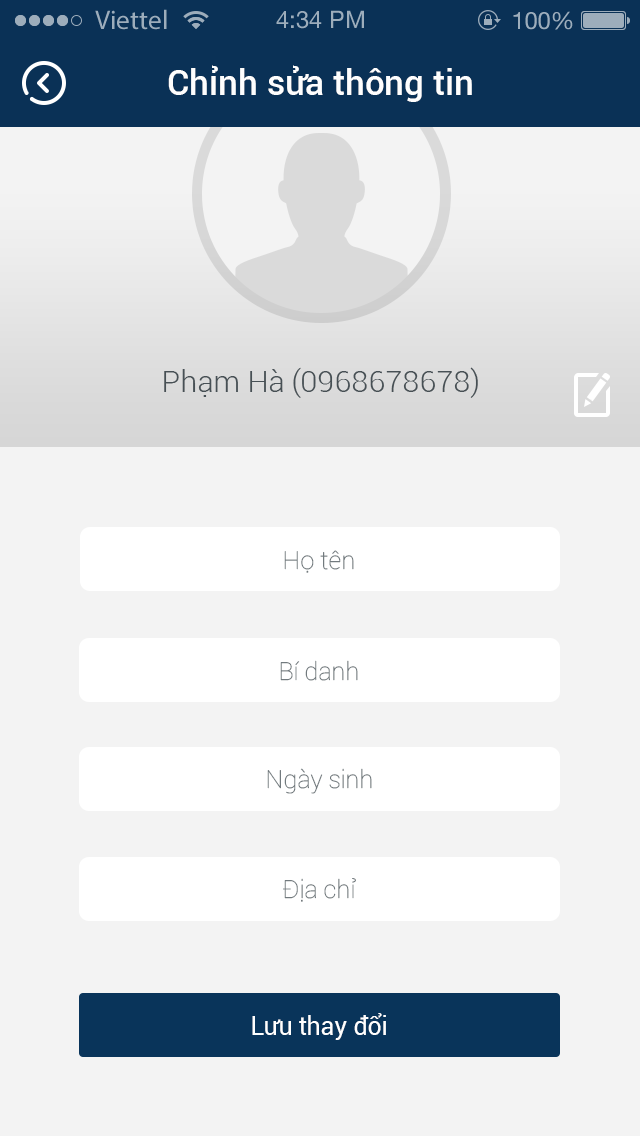 Viettel 4:34 PM 100%
Chỉnh sửa thông tin
Phạm Hà (0968678678)
Họ tên
Bí danh
Ngày sinh
Địa chỉ
Lưu thay đổi